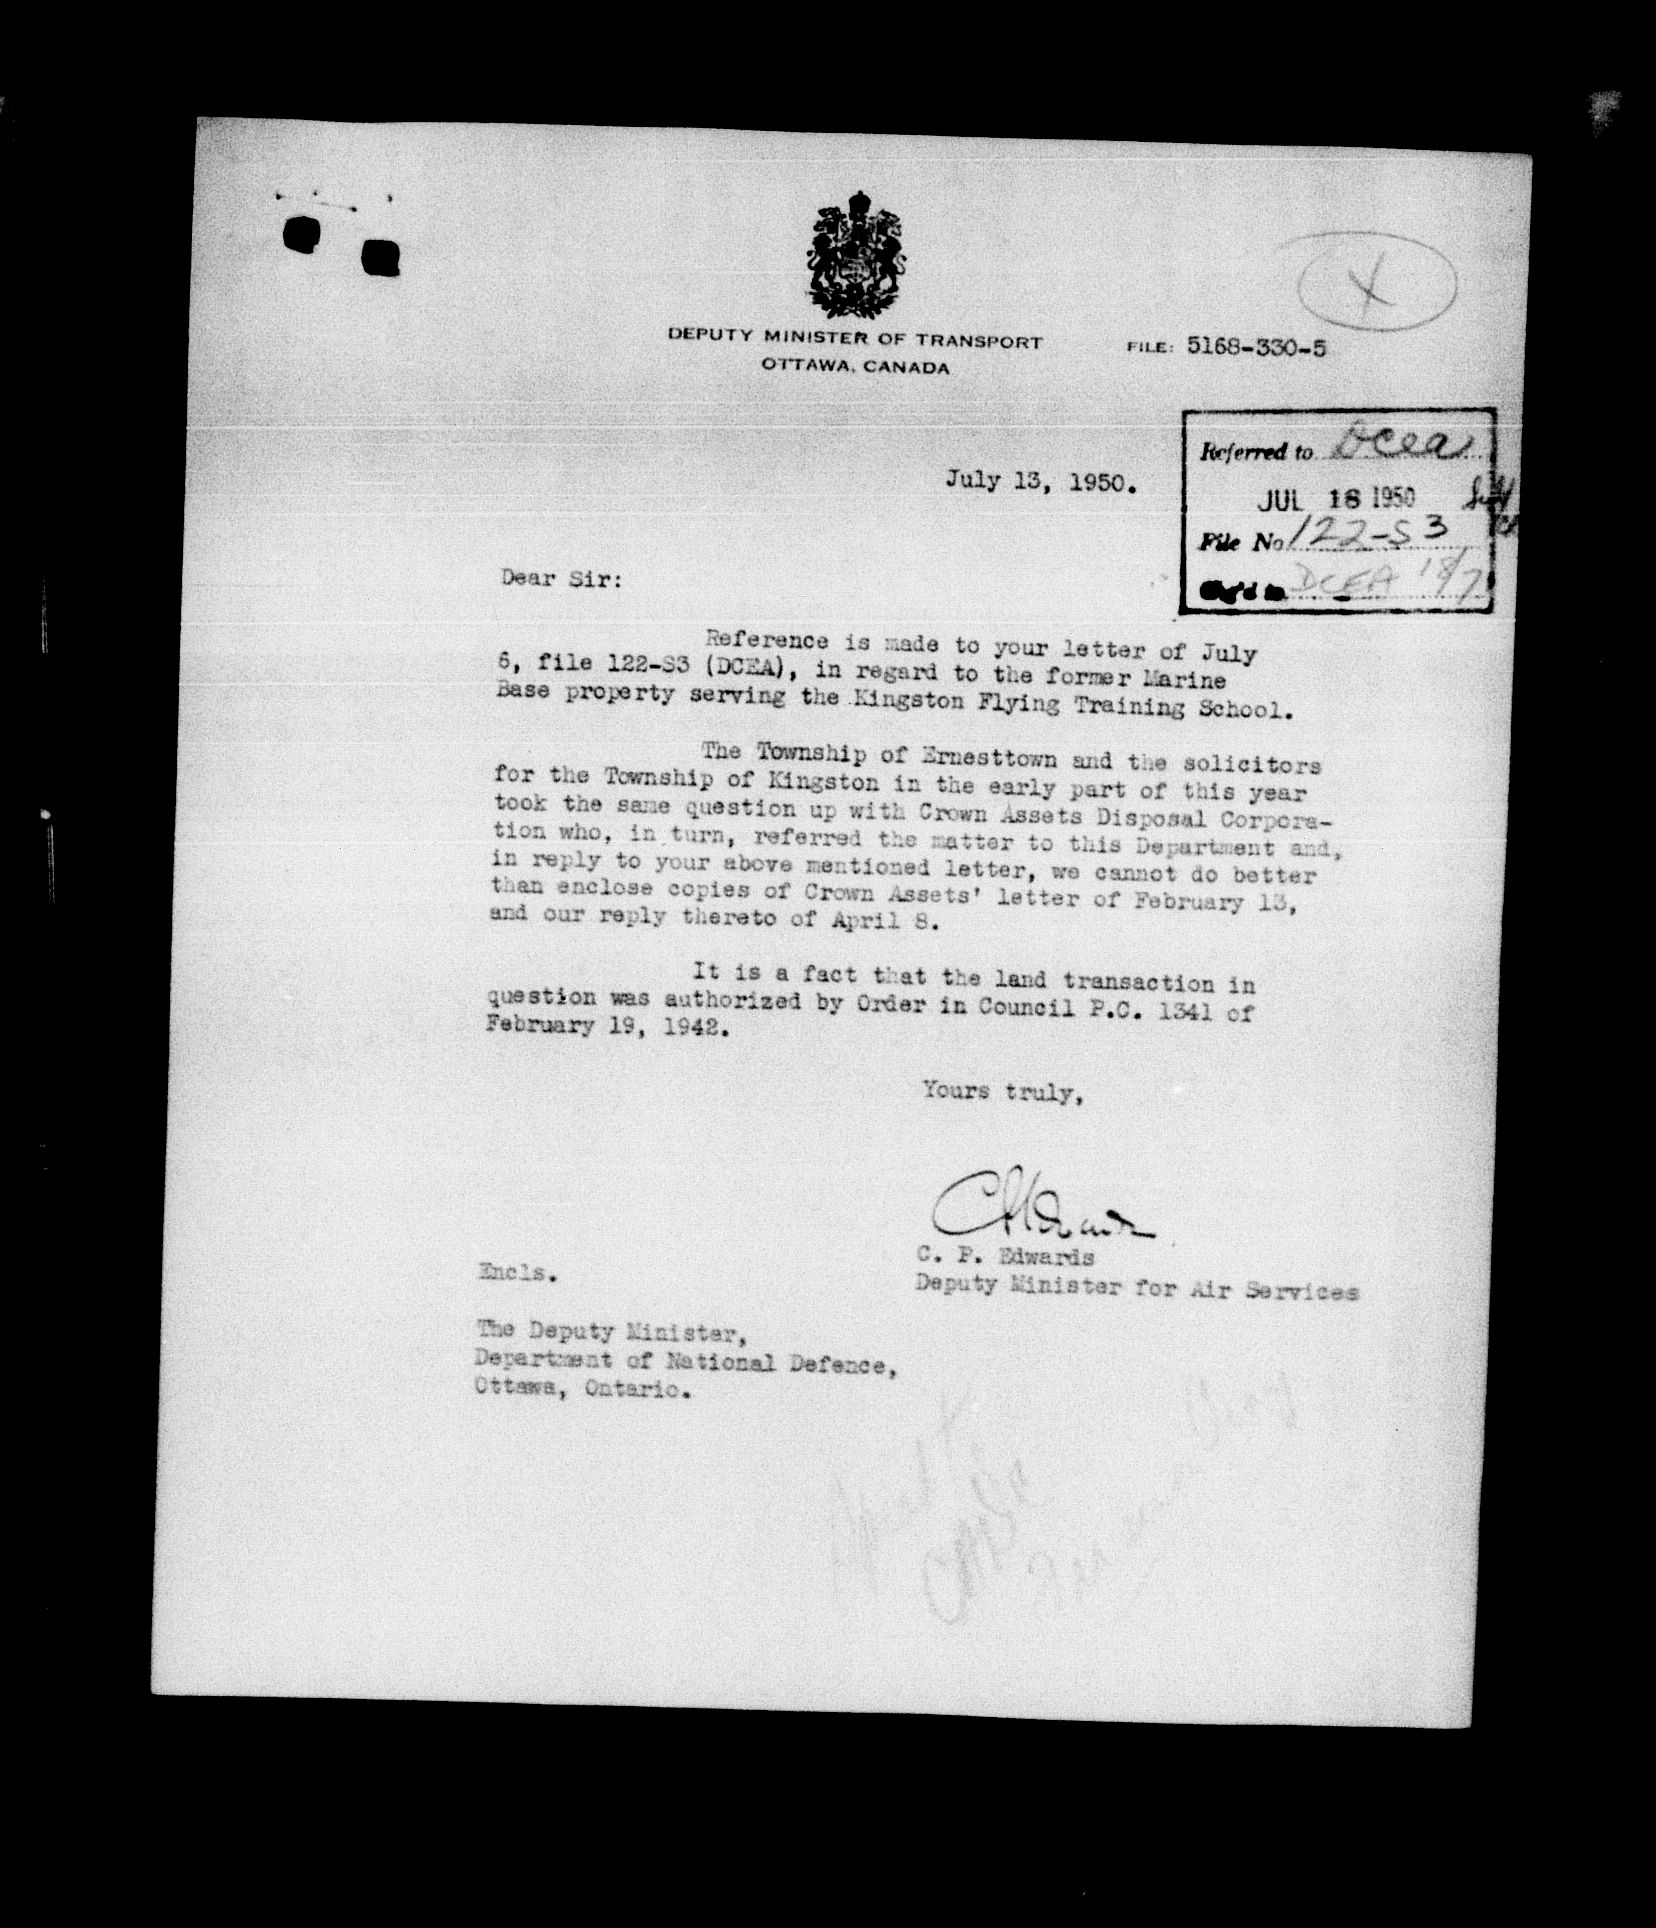 DEPUTY MINISTER OF TRANSPORT
OTTAWA, CANADA
FILE: 5168-330-5
Referred to DCEA
JUL 18 1950
File No 122-S3
Chg'd to DCEA 18/7
July 13, 1950.
Dear Sir:
Reference is made to your letter of July
6, file 122-S3 (DCEA), in regard to the former Marine
Base property serving the Kingston Flying Training School.
The Township of Ernesttown and the solicitors
for the Township of Kingston in the early part of this year
took the same question up with Crown Assets Disposal Corpora-
tion who, in turn, referred the matter to this Department and,
in reply to your above mentioned letter, we cannot do better
than enclose copies of Crown Assets' letter of February 13,
and our reply thereto of April 8.
It is a fact that the land transaction in
question was authorized by Order in Council P.C. 1341 of
February 19, 1942.
Yours truly,
C. P. Edwards
Deputy Minister for Air Services
Encls.
The Deputy Minister,
Department of National Defence,
Ottawa, Ontario.